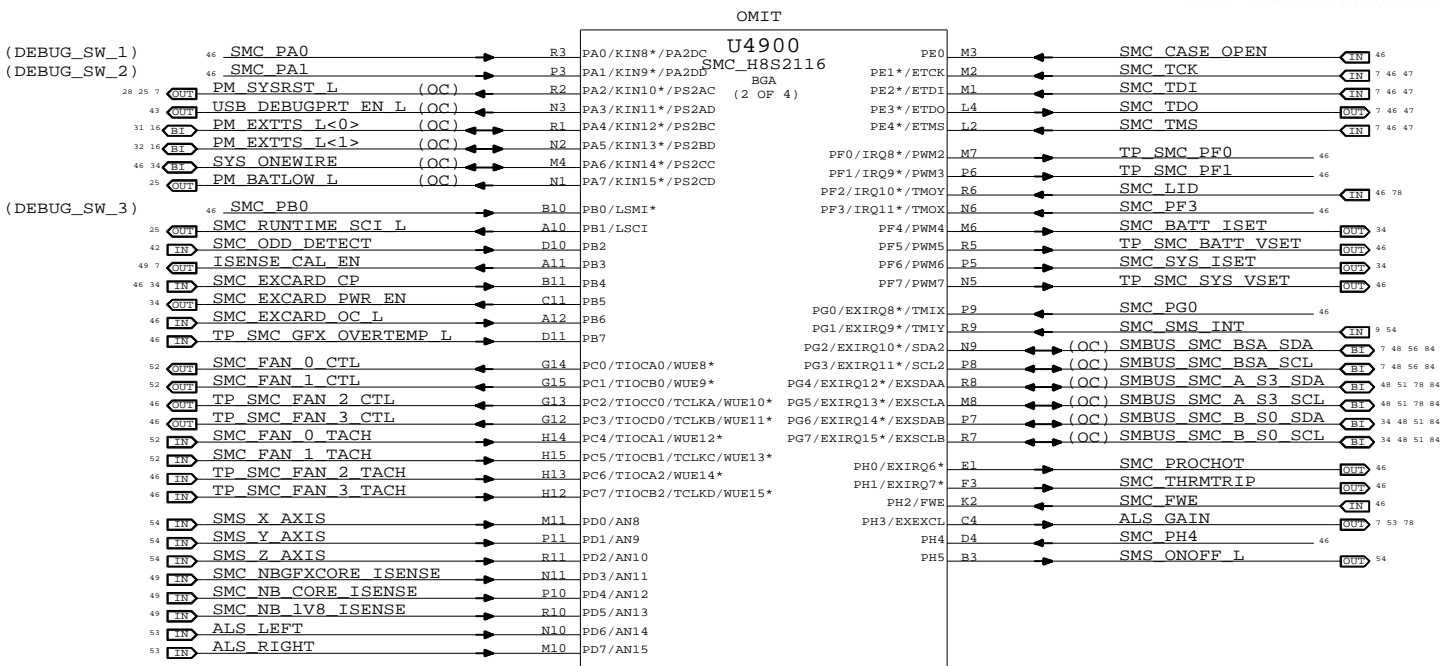 OMIT
U4900
SMC_H8S2116
BGA
(2 OF 4)
(DEBUG_SW_1) 46 SMC_PA0 R3 PA0/KIN8*/PA2DC
(DEBUG_SW_2) 46 SMC_PA1 P3 PA1/KIN9*/PA2DD
28 25 7 OUT PM_SYSRST_L (OC) R2 PA2/KIN10*/PS2AC
43 OUT USB_DEBUGPRT_EN_L (OC) N3 PA3/KIN11*/PS2AD
31 16 BI PM_EXTTS_L<0> (OC) R1 PA4/KIN12*/PS2BC
32 16 BI PM_EXTTS_L<1> (OC) N2 PA5/KIN13*/PS2BD
46 34 BI SYS_ONEWIRE (OC) M4 PA6/KIN14*/PS2CC
25 OUT PM_BATLOW_L (OC) N1 PA7/KIN15*/PS2CD
(DEBUG_SW_3) 46 SMC_PB0 B10 PB0/LSMI*
25 OUT SMC_RUNTIME_SCI_L A10 PB1/LSCI
42 IN SMC_ODD_DETECT D10 PB2
49 7 OUT ISENSE_CAL_EN A11 PB3
46 34 IN SMC_EXCARD_CP B11 PB4
34 OUT SMC_EXCARD_PWR_EN C11 PB5
46 IN SMC_EXCARD_OC_L A12 PB6
46 IN TP_SMC_GFX_OVERTEMP_L D11 PB7
52 OUT SMC_FAN_0_CTL G14 PC0/TIOCA0/WUE8*
52 OUT SMC_FAN_1_CTL G15 PC1/TIOCB0/WUE9*
46 OUT TP_SMC_FAN_2_CTL G13 PC2/TIOCC0/TCLKA/WUE10*
46 OUT TP_SMC_FAN_3_CTL G12 PC3/TIOCD0/TCLKB/WUE11*
52 IN SMC_FAN_0_TACH H14 PC4/TIOCA1/WUE12*
52 IN SMC_FAN_1_TACH H15 PC5/TIOCB1/TCLKC/WUE13*
46 IN TP_SMC_FAN_2_TACH H13 PC6/TIOCA2/WUE14*
46 IN TP_SMC_FAN_3_TACH H12 PC7/TIOCB2/TCLKD/WUE15*
54 IN SMS_X_AXIS M11 PD0/AN8
54 IN SMS_Y_AXIS P11 PD1/AN9
54 IN SMS_Z_AXIS R11 PD2/AN10
49 IN SMC_NBGFXCORE_ISENSE N11 PD3/AN11
49 IN SMC_NB_CORE_ISENSE P10 PD4/AN12
49 IN SMC_NB_1V8_ISENSE R10 PD5/AN13
53 IN ALS_LEFT N10 PD6/AN14
53 IN ALS_RIGHT M10 PD7/AN15
PE0 M3 SMC_CASE_OPEN IN 46
PE1*/ETCK M2 SMC_TCK IN 7 46 47
PE2*/ETDI M1 SMC_TDI IN 7 46 47
PE3*/ETDO L4 SMC_TDO OUT 7 46 47
PE4*/ETMS L2 SMC_TMS IN 7 46 47
PF0/IRQ8*/PWM2 M7 TP_SMC_PF0 46
PF1/IRQ9*/PWM3 P6 TP_SMC_PF1 46
PF2/IRQ10*/TMOY R6 SMC_LID IN 46 78
PF3/IRQ11*/TMOX N6 SMC_PF3 46
PF4/PWM4 M6 SMC_BATT_ISET OUT 34
PF5/PWM5 R5 TP_SMC_BATT_VSET OUT 46
PF6/PWM6 P5 SMC_SYS_ISET OUT 34
PF7/PWM7 N5 TP_SMC_SYS_VSET OUT 46
PG0/EXIRQ8*/TMIX P9 SMC_PG0 46
PG1/EXIRQ9*/TMIY R9 SMC_SMS_INT IN 9 54
PG2/EXIRQ10*/SDA2 N9 (OC) SMBUS_SMC_BSA_SDA BI 7 48 56 84
PG3/EXIRQ11*/SCL2 P8 (OC) SMBUS_SMC_BSA_SCL BI 7 48 56 84
PG4/EXIRQ12*/EXSDAA R8 (OC) SMBUS_SMC_A_S3_SDA BI 48 51 78 84
PG5/EXIRQ13*/EXSCLA M8 (OC) SMBUS_SMC_A_S3_SCL BI 48 51 78 84
PG6/EXIRQ14*/EXSDAB P7 (OC) SMBUS_SMC_B_S0_SDA BI 34 48 51 84
PG7/EXIRQ15*/EXSCLB R7 (OC) SMBUS_SMC_B_S0_SCL BI 34 48 51 84
PH0/EXIRQ6* E1 SMC_PROCHOT OUT 46
PH1/EXIRQ7* F3 SMC_THRMTRIP OUT 46
PH2/FWE K2 SMC_FWE IN 46
PH3/EXEXCL C4 ALS_GAIN OUT 7 53 78
PH4 D4 SMC_PH4 46
PH5 B3 SMS_ONOFF_L OUT 54